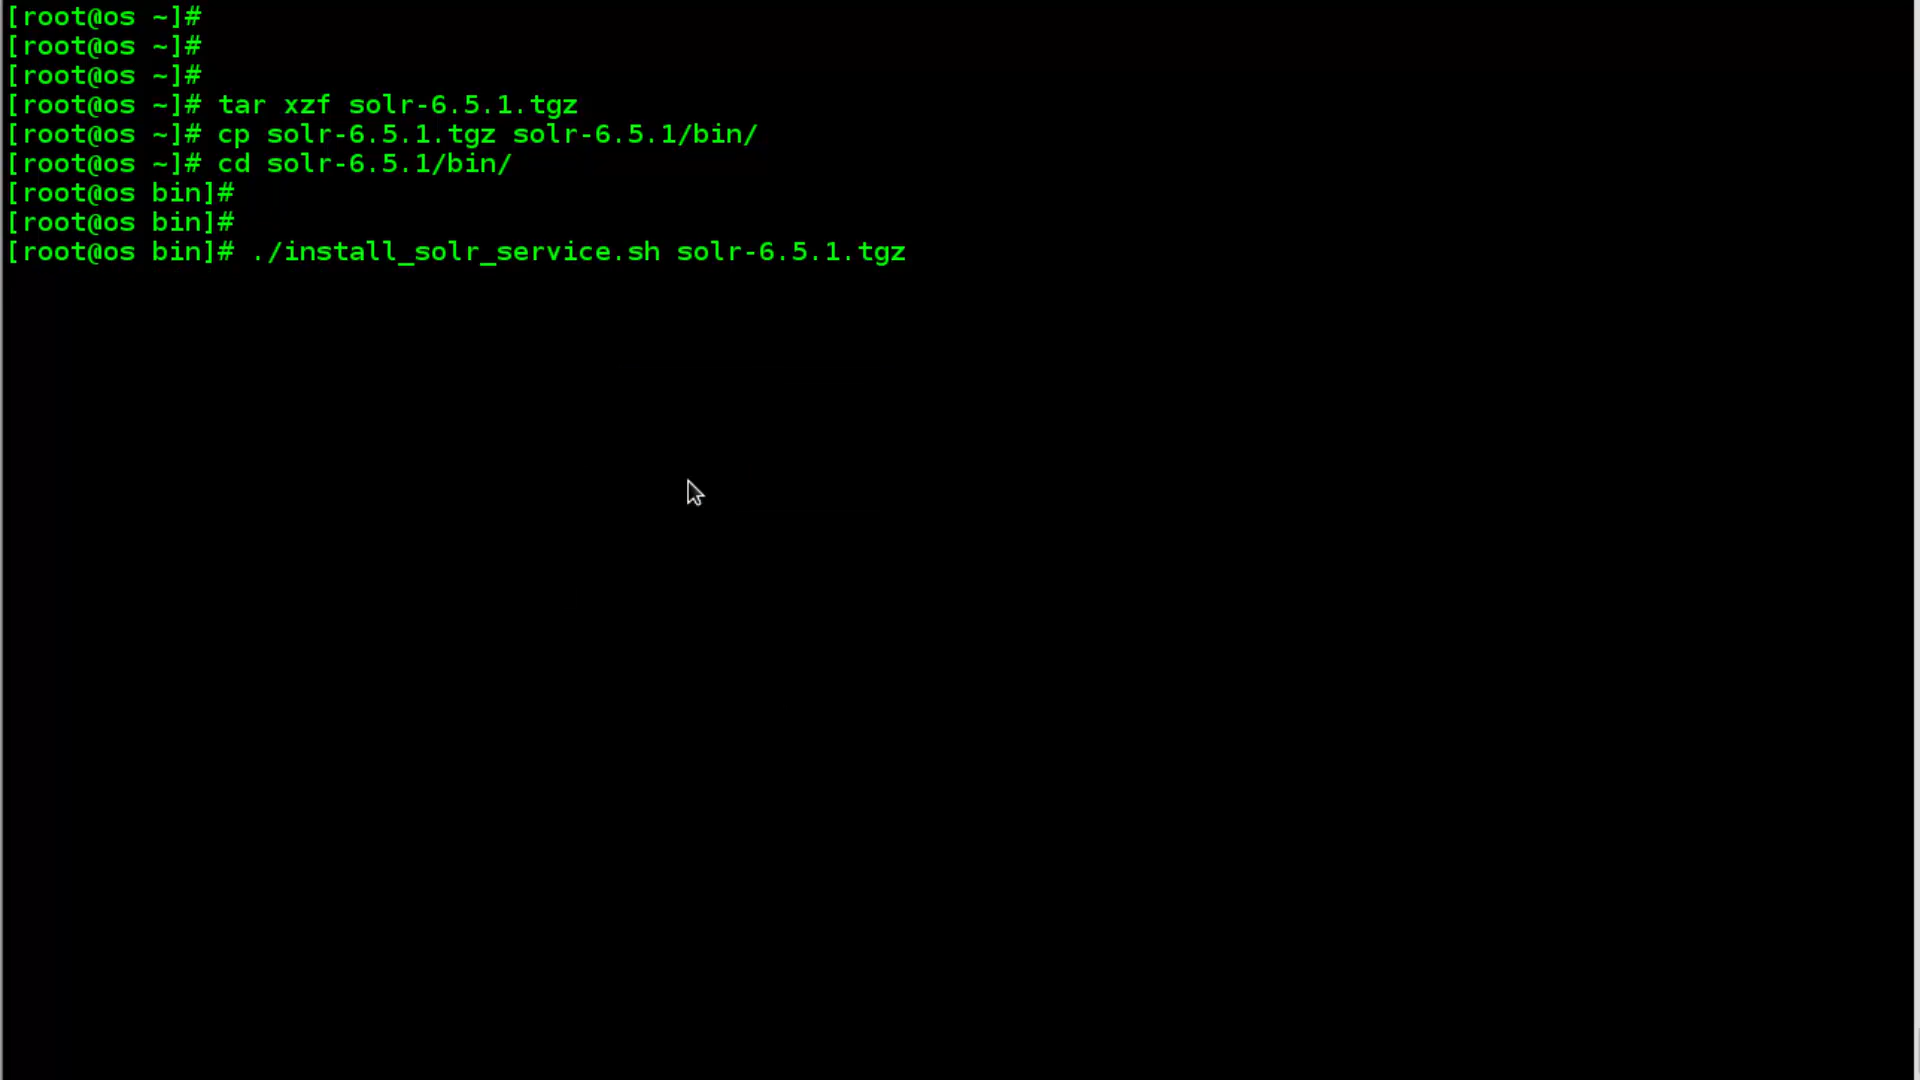 [root@os ~]#
[root@os ~]#
[root@os ~]#
[root@os ~]# tar xzf solr-6.5.1.tgz
[root@os ~]# cp solr-6.5.1.tgz solr-6.5.1/bin/
[root@os ~]# cd solr-6.5.1/bin/
[root@os bin]#
[root@os bin]#
[root@os bin]# ./install_solr_service.sh solr-6.5.1.tgz